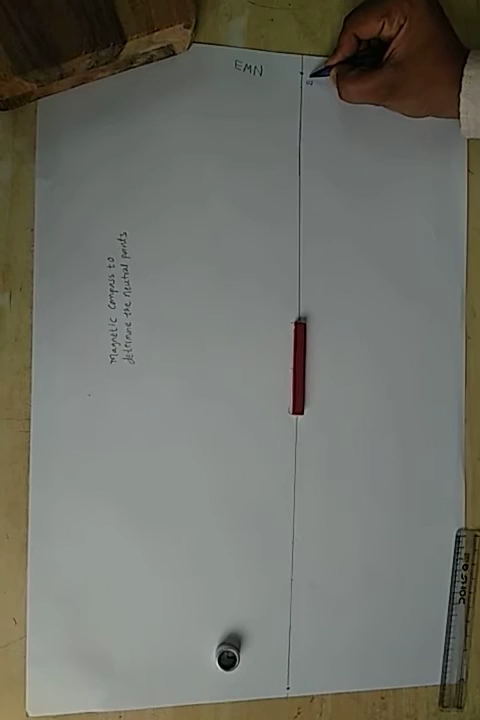 EMN
Magnetic Compass to
determine the neutral points